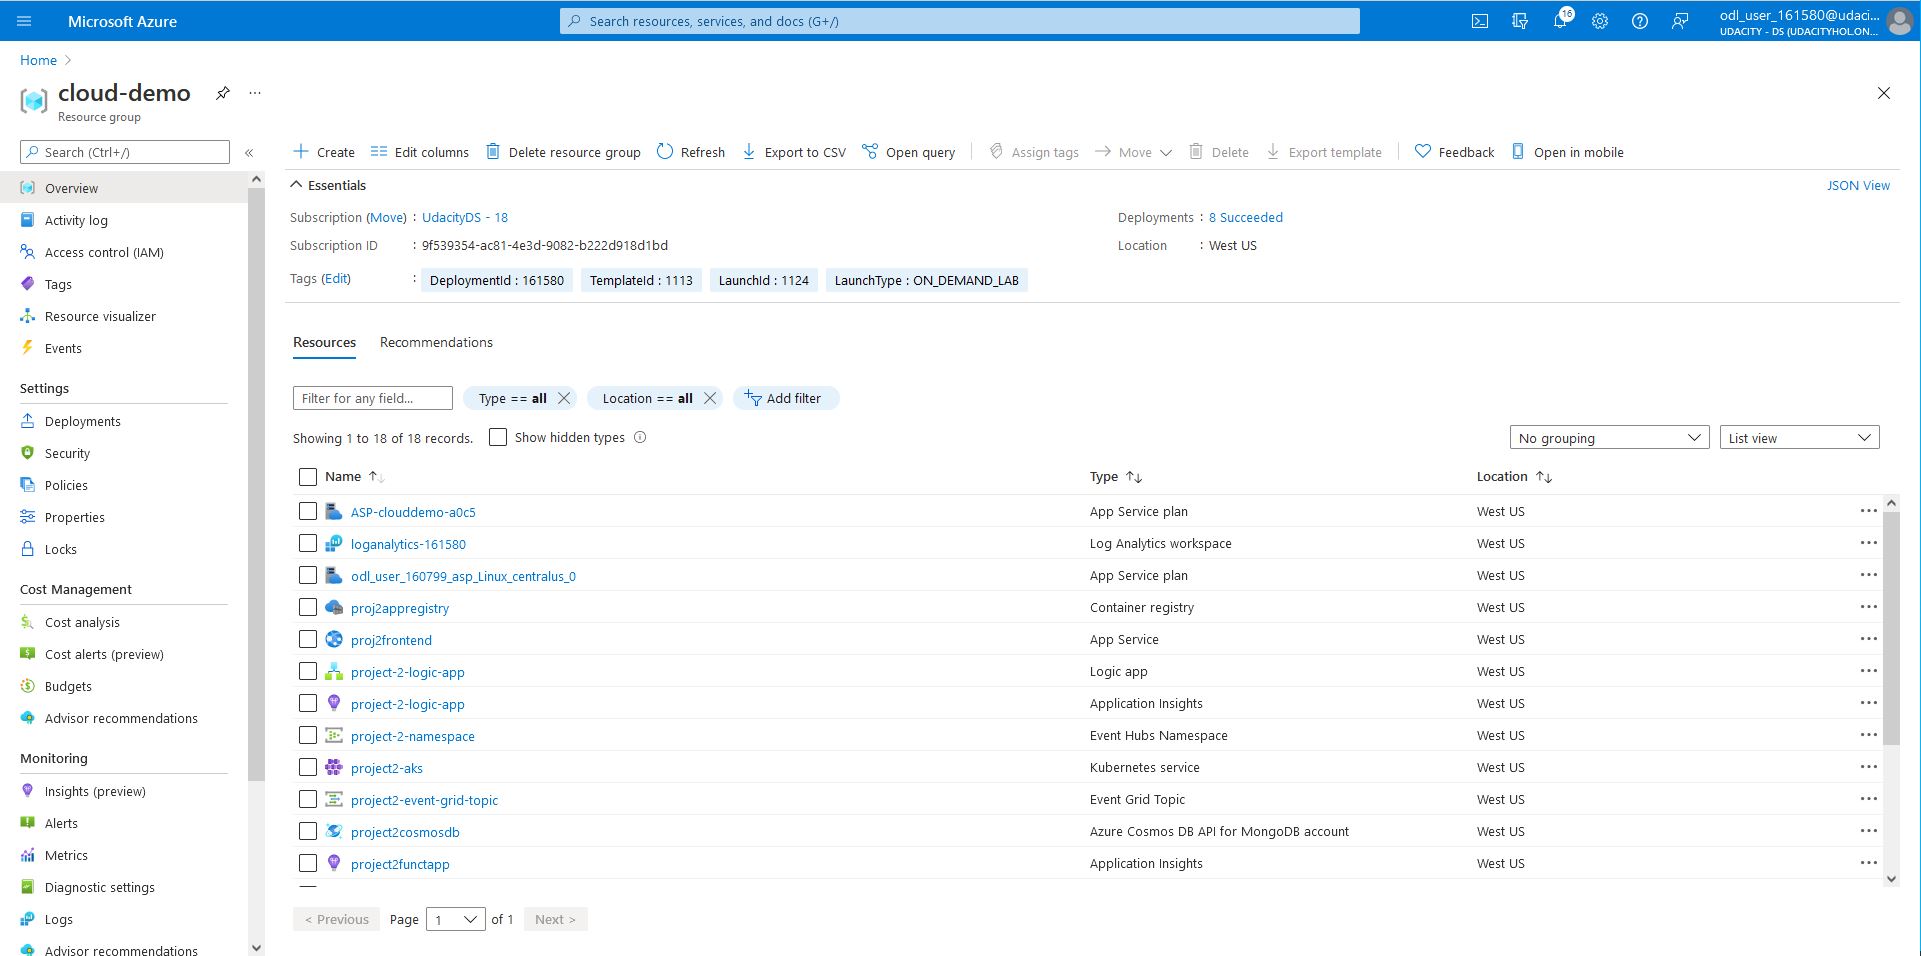 Microsoft Azure
Search resources, services, and docs (G+/)
16
odl_user_161580@udaci...
UDACITY - DS (UDACITYHOL.ON...
Home
cloud-demo
...
Resource group
Search (Ctrl+/)
«
Create
Edit columns
Delete resource group
Refresh
Export to CSV
Open query
Assign tags
Move
Delete
Export template
Feedback
Open in mobile
Overview
Activity log
Access control (IAM)
Tags
Resource visualizer
Events
Settings
Deployments
Security
Policies
Properties
Locks
Cost Management
Cost analysis
Cost alerts (preview)
Budgets
Advisor recommendations
Monitoring
Insights (preview)
Alerts
Metrics
Diagnostic settings
Logs
Advisor recommendations
Essentials
JSON View
Subscription (Move) : UdacityDS - 18
Deployments : 8 Succeeded
Subscription ID : 9f539354-ac81-4e3d-9082-b222d918d1bd
Location : West US
Tags (Edit) : DeploymentId : 161580 TemplateId : 1113 LaunchId : 1124 LaunchType : ON_DEMAND_LAB
Resources Recommendations
Filter for any field...
Type == all
Location == all
Add filter
Showing 1 to 18 of 18 records.
Show hidden types
No grouping
List view
Name Type Location
ASP-clouddemo-a0c5 App Service plan West US
loganalytics-161580 Log Analytics workspace West US
odl_user_160799_asp_Linux_centralus_0 App Service plan West US
proj2appregistry Container registry West US
proj2frontend App Service West US
project-2-logic-app Logic app West US
project-2-logic-app Application Insights West US
project-2-namespace Event Hubs Namespace West US
project2-aks Kubernetes service West US
project2-event-grid-topic Event Grid Topic West US
project2cosmosdb Azure Cosmos DB API for MongoDB account West US
project2functapp Application Insights West US
< Previous Page 1 of 1 Next >